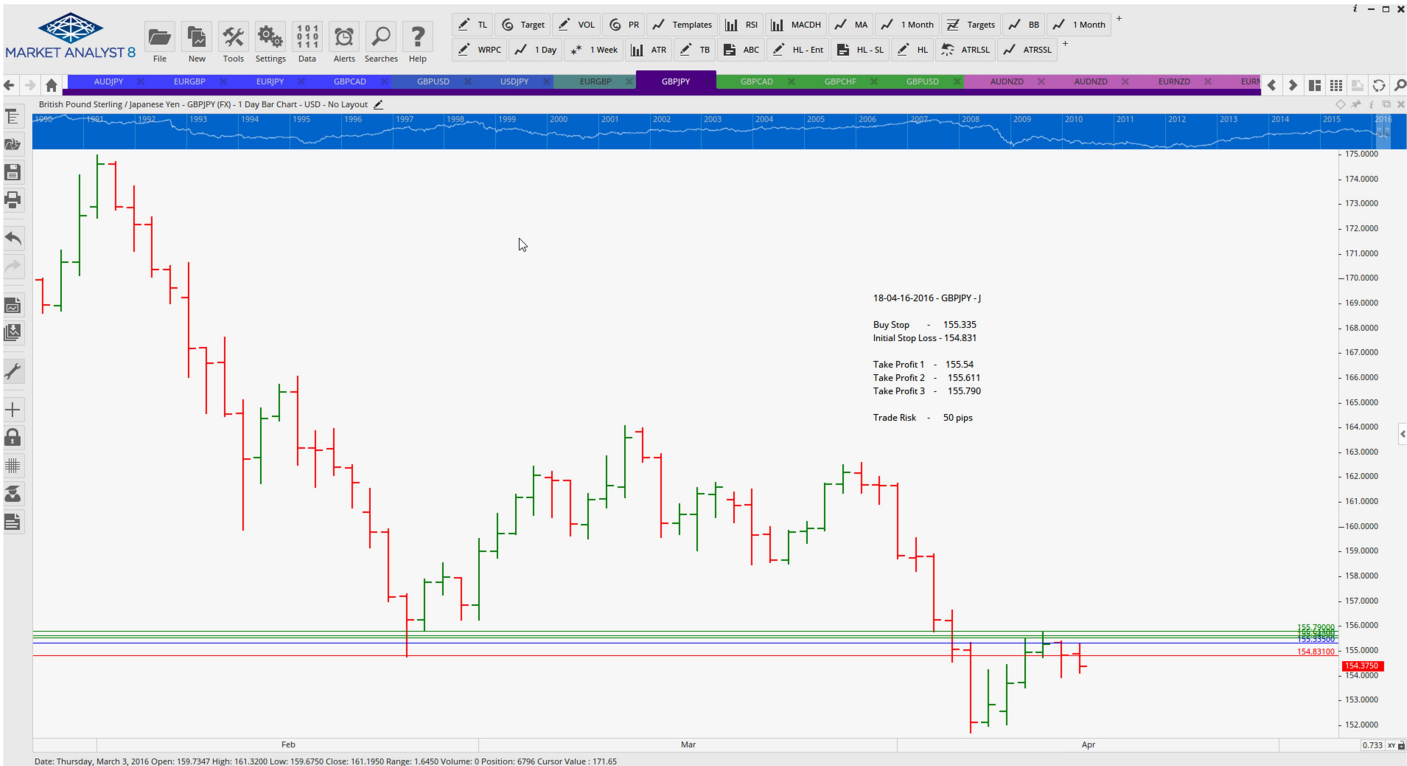 MARKET ANALYST 8
File
New
Tools
Settings
101
010
111
Data
Alerts
Searches
?
Help
TL
Target
VOL
PR
Templates
RSI
MACDH
MA
1 Month
Targets
BB
1 Month
+
WRPC
1 Day
1 Week
ATR
TB
ABC
HL - Ent
HL - SL
HL
ATRLSL
ATRSSL
+
AUDJPY
EURGBP
EURJPY
GBPCAD
GBPUSD
USDJPY
EURGBP
GBPJPY
GBPCAD
GBPCHF
GBPUSD
AUDNZD
AUDNZD
EURNZD
British Pound Sterling / Japanese Yen - GBPJPY (FX) - 1 Day Bar Chart - USD - No Layout
1990
1991
1992
1993
1994
1995
1996
1997
1998
1999
2000
2001
2002
2003
2004
2005
2006
2007
2008
2009
2010
2011
2012
2013
2014
2015
2016
175.0000
174.0000
173.0000
172.0000
171.0000
170.0000
169.0000
168.0000
167.0000
166.0000
165.0000
164.0000
163.0000
162.0000
161.0000
160.0000
159.0000
158.0000
157.0000
156.0000
155.0000
154.3750
154.0000
153.0000
152.0000
18-04-16-2016 - GBPJPY - J
Buy Stop - 155.335
Initial Stop Loss - 154.831
Take Profit 1 - 155.54
Take Profit 2 - 155.611
Take Profit 3 - 155.790
Trade Risk - 50 pips
155.79000
155.33500
154.83100
Feb
Mar
Apr
0.733
XY
Date: Thursday, March 3, 2016 Open: 159.7347 High: 161.3200 Low: 159.6750 Close: 161.1950 Range: 1.6450 Volume: 0 Position: 6796 Cursor Value : 171.65